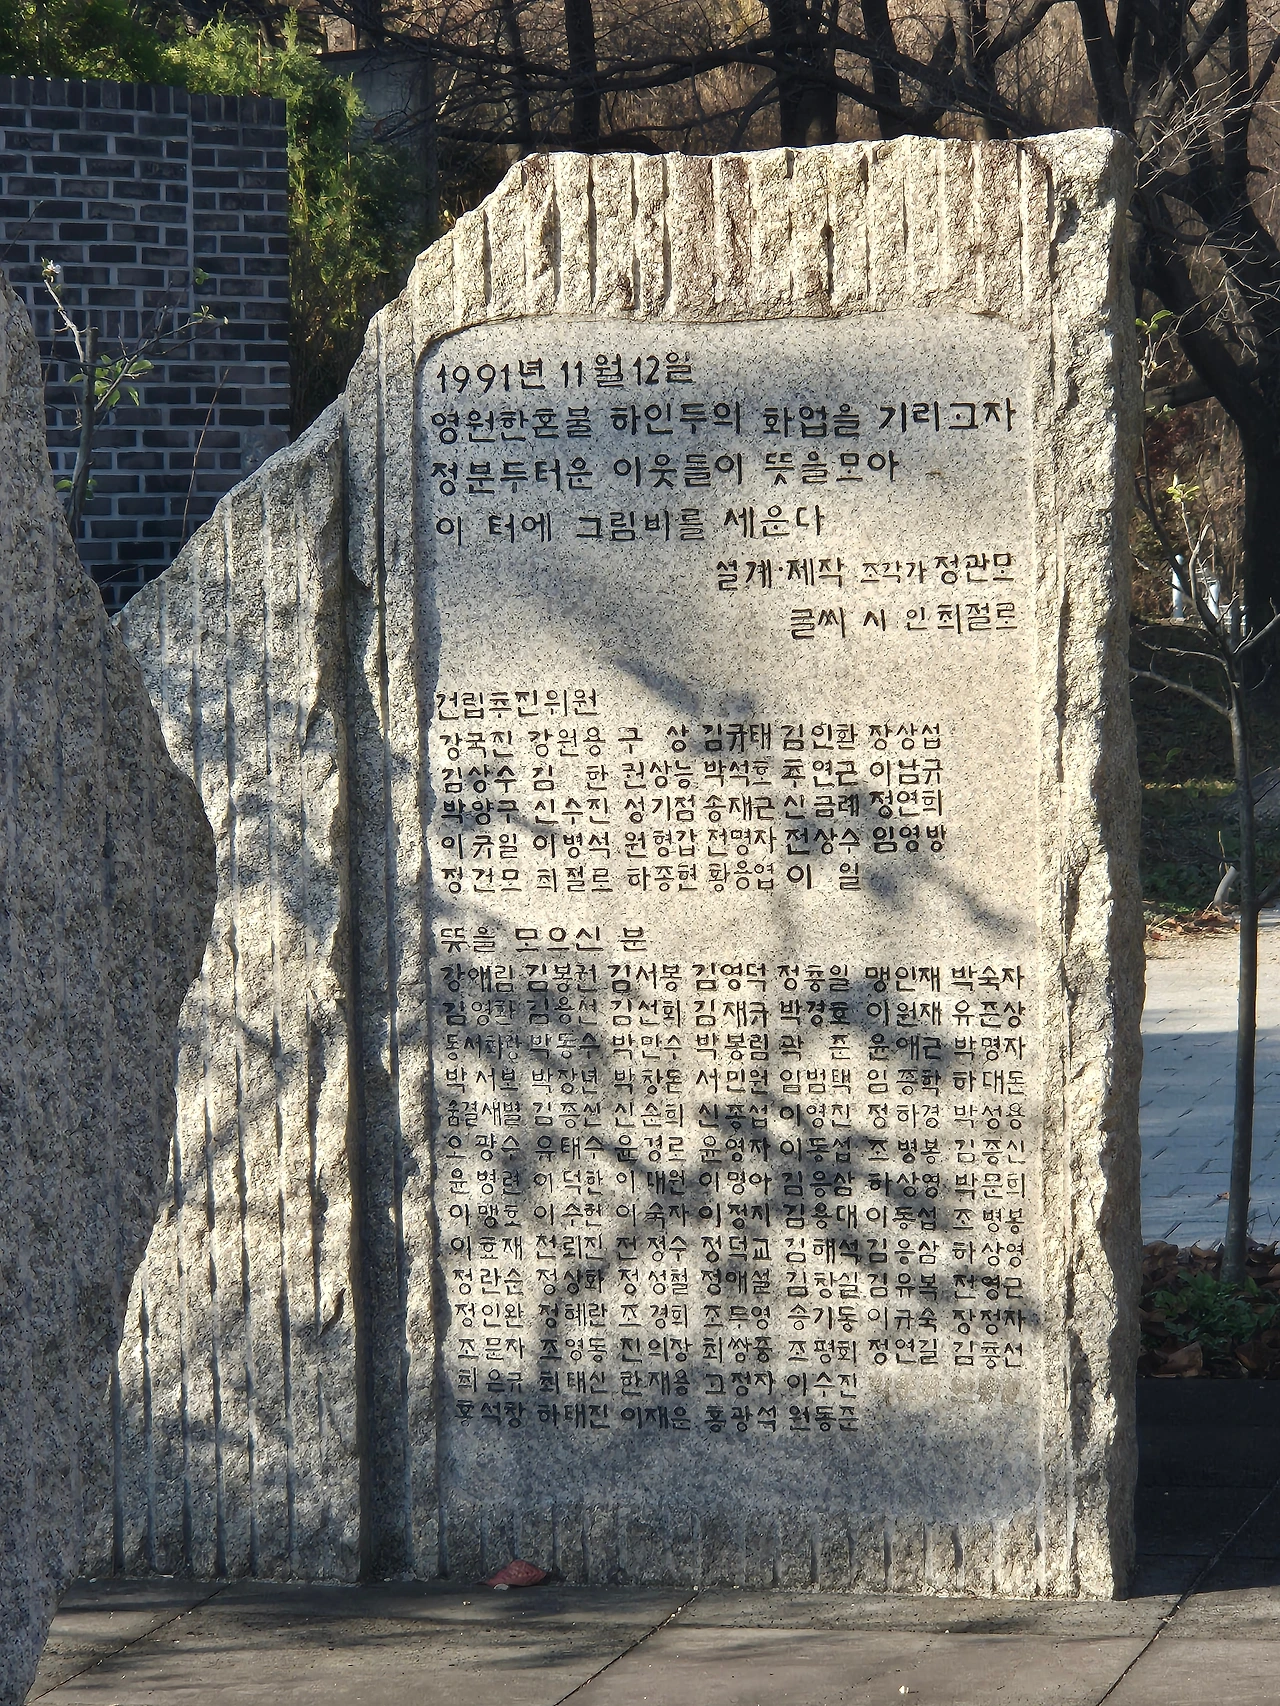 1991년 11월 12일
영원한혼불 하인두의 화업을 기리고자
정분두터운 이웃들이 뜻을모아
이 터에 그림비를 세운다
설계·제작 조각가 정관모
글씨 시인 최절로
건립추진위원
강국진 강원용 구 상 김규태 김인환 장상섭
김상수 김 한 권상능 박석호 추연근 이남규
박양구 신수진 성기점 송재근 신금례 정연희
이규일 이병석 원형갑 전명자 전상수 임영방
정건모 최절로 하종현 황용엽 이 일
뜻을 모으신 분
강애림 김봉권 김서봉 김영덕 정충일 맹인재 박숙자
김영환 김응선 김선회 김재규 박경호 이원재 유준상
동서화랑 박동수 박만수 박봉림 곽 준 윤애근 박명자
박서보 박장년 박창돈 서민원 임범택 임종학 하대돈
숨결새벌 김종신 신순희 신종섭 이영진 정하경 박성용
오광수 유태수 윤경로 윤영자 이동섭 조병봉 김종신
윤병련 이덕한 이대원 이명아 김응삼 하상영 박문희
이맹호 이수헌 이숙자 이정지 김응대 이동섭 조병봉
이호재 전뢰진 전정수 정덕교 김해석 김응삼 하상영
정란순 정상화 정성철 정애설 김창실 김유복 전영근
정인완 정혜란 조경희 조두영 승기동 이규숙 장정자
조문자 조영동 진의장 최쌍중 조평회 정연길 김흥선
최은규 최태신 한재용 고정자 이수진
홍석창 하태진 이재은 홍광석 원동준